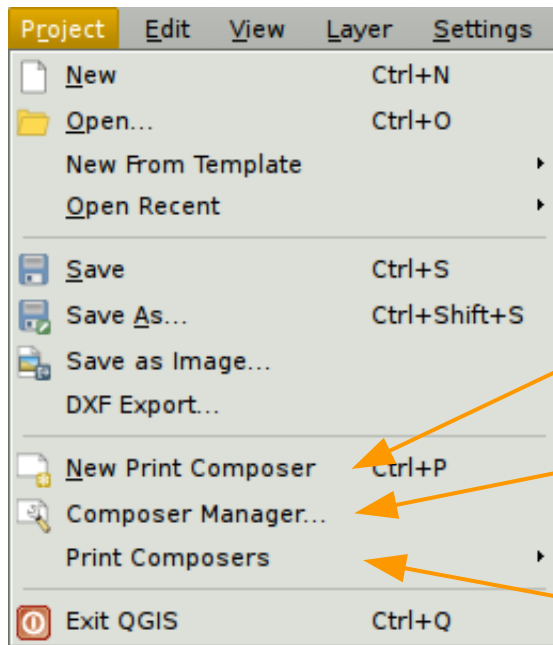 Project Edit View Layer Settings
New Ctrl+N
Open... Ctrl+O
New From Template
Open Recent
Save Ctrl+S
Save As... Ctrl+Shift+S
Save as Image...
DXF Export...
New Print Composer Ctrl+P
Composer Manager...
Print Composers
Exit QGIS Ctrl+Q